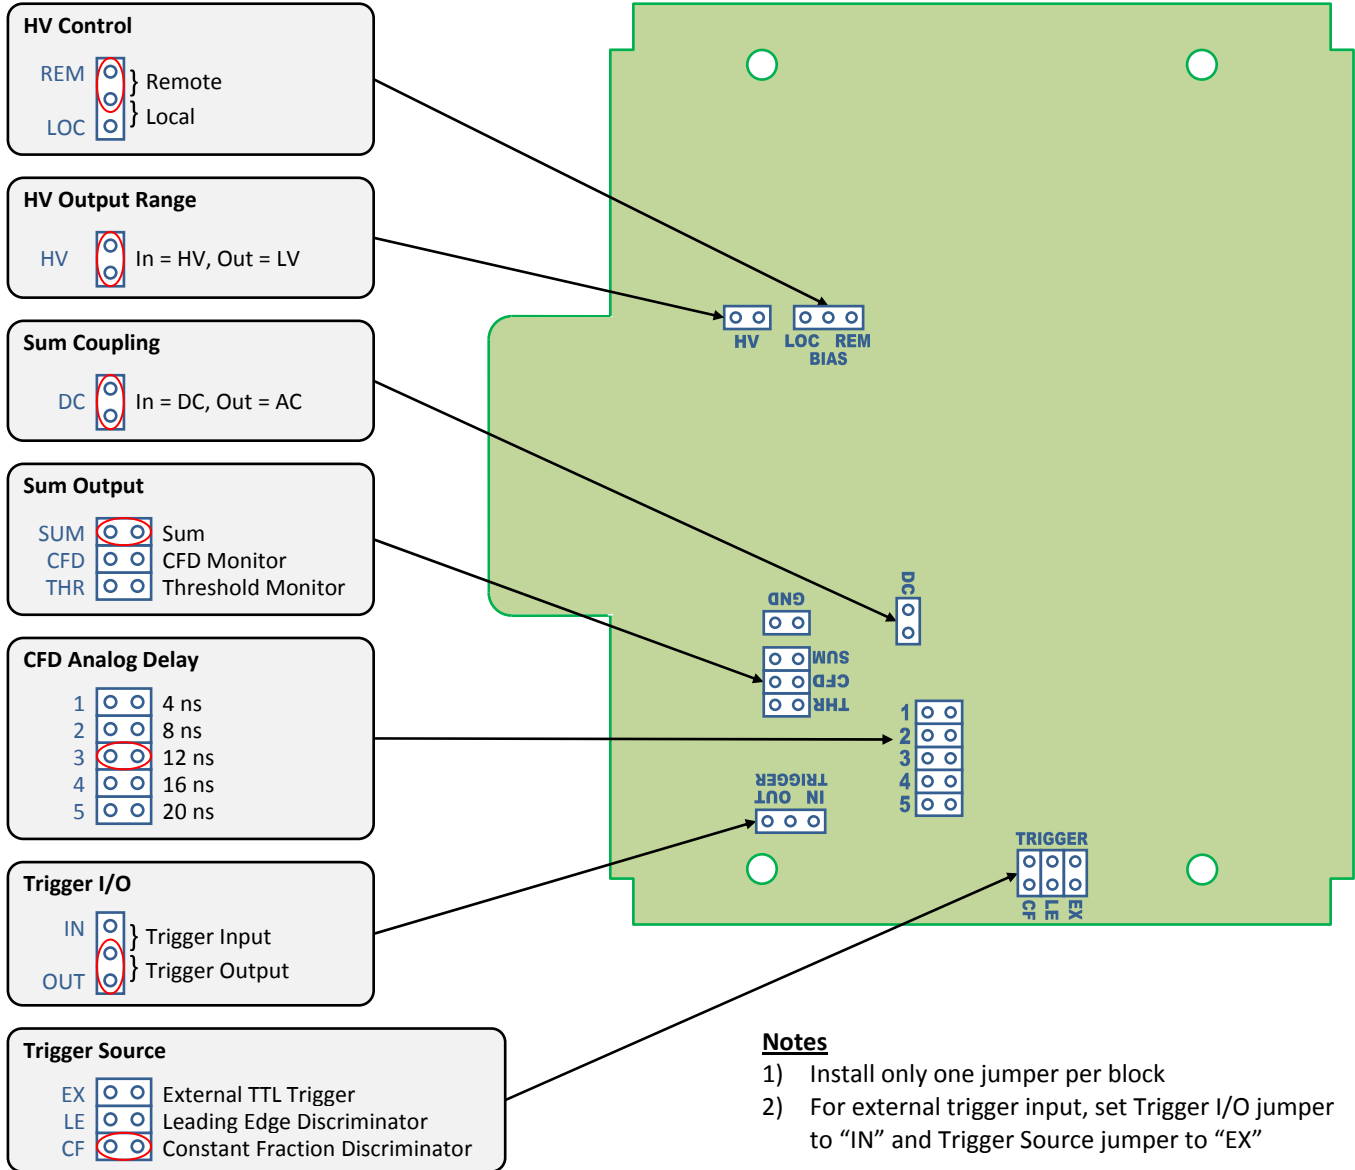 HV Control
REM
} Remote
} Local
LOC
HV Output Range
HV In = HV, Out = LV
Sum Coupling
DC In = DC, Out = AC
Sum Output
SUM Sum
CFD CFD Monitor
THR Threshold Monitor
CFD Analog Delay
1 4 ns
2 8 ns
3 12 ns
4 16 ns
5 20 ns
Trigger I/O
IN
} Trigger Input
} Trigger Output
OUT
Trigger Source
EX External TTL Trigger
LE Leading Edge Discriminator
CF Constant Fraction Discriminator
HV
LOC REM
BIAS
DC
GND
SUM
CFD
THR
1
2
3
4
5
TRIGGER
IN OUT
TRIGGER
CF
LE
EX
Notes
1) Install only one jumper per block
2) For external trigger input, set Trigger I/O jumper
to “IN” and Trigger Source jumper to “EX”